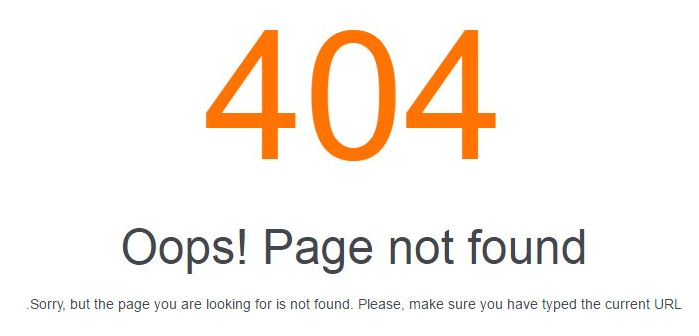 404
Oops! Page not found
.Sorry, but the page you are looking for is not found. Please, make sure you have typed the current URL